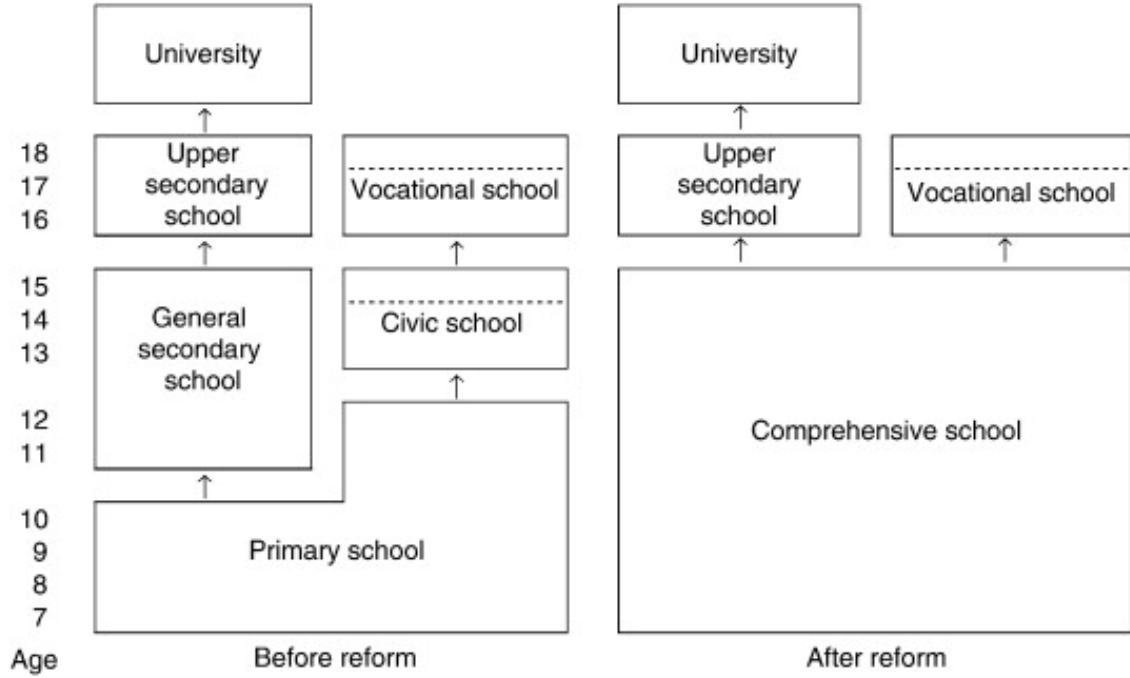 University
University
18
Upper
secondary
school
Vocational school
Upper
secondary
school
Vocational school
17
16
15
General
secondary
school
Civic school
14
13
12
Comprehensive school
11
10
Primary school
9
8
7
Age
Before reform
After reform